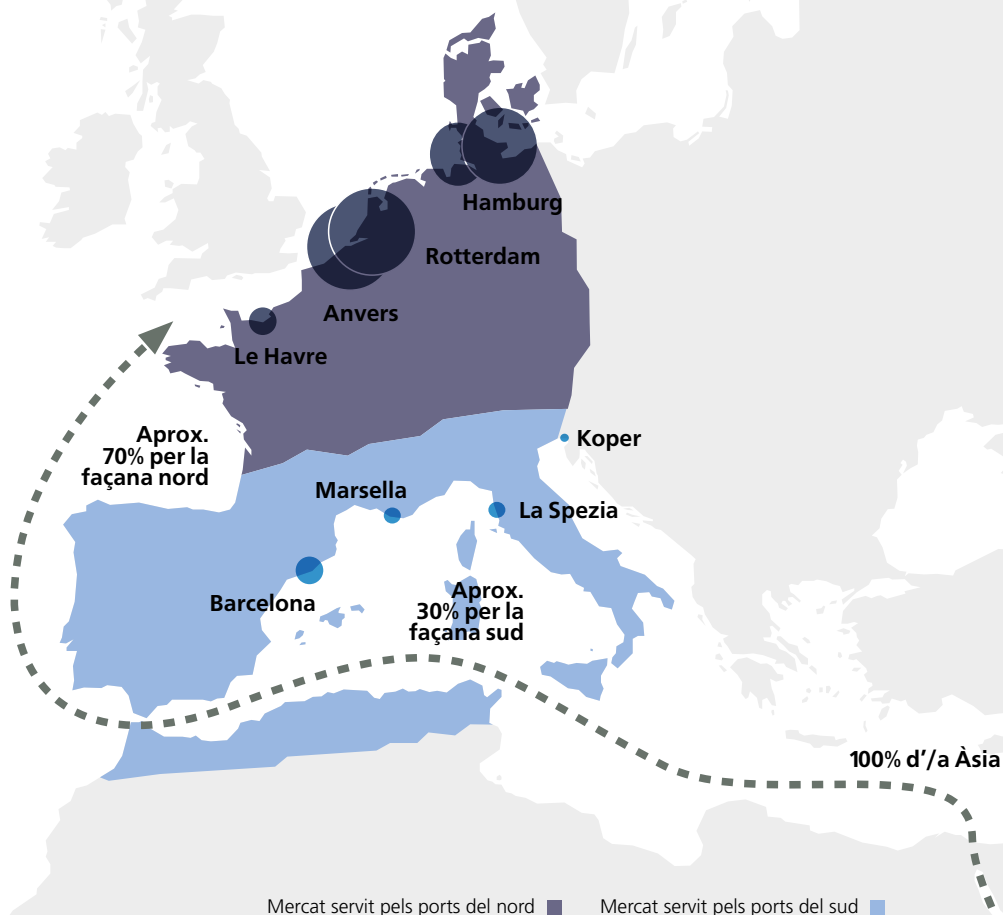 Hamburg
Rotterdam
Anvers
Le Havre
Aprox.
70% per la
façana nord
Koper
Marsella
La Spezia
Barcelona
Aprox.
30% per la
façana sud
100% d'/a Àsia
Mercat servit pels ports del nord
Mercat servit pels ports del sud